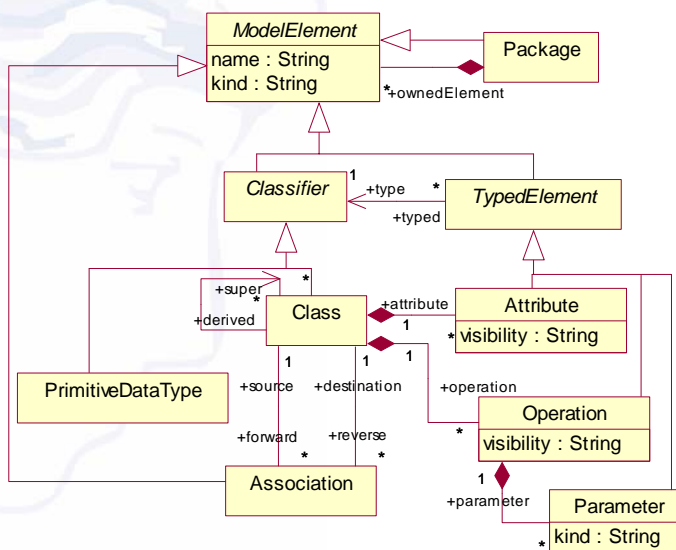 ModelElement
name : String
kind : String
Package
*
+ownedElement
Classifier
1
+type
*
+typed
TypedElement
+super
*
*
+derived
Class
+attribute
1
*
Attribute
visibility : String
1
PrimitiveDataType
1
+source
1
+destination
+operation
*
Operation
visibility : String
+forward
*
+reverse
*
Association
1
+parameter
*
Parameter
kind : String